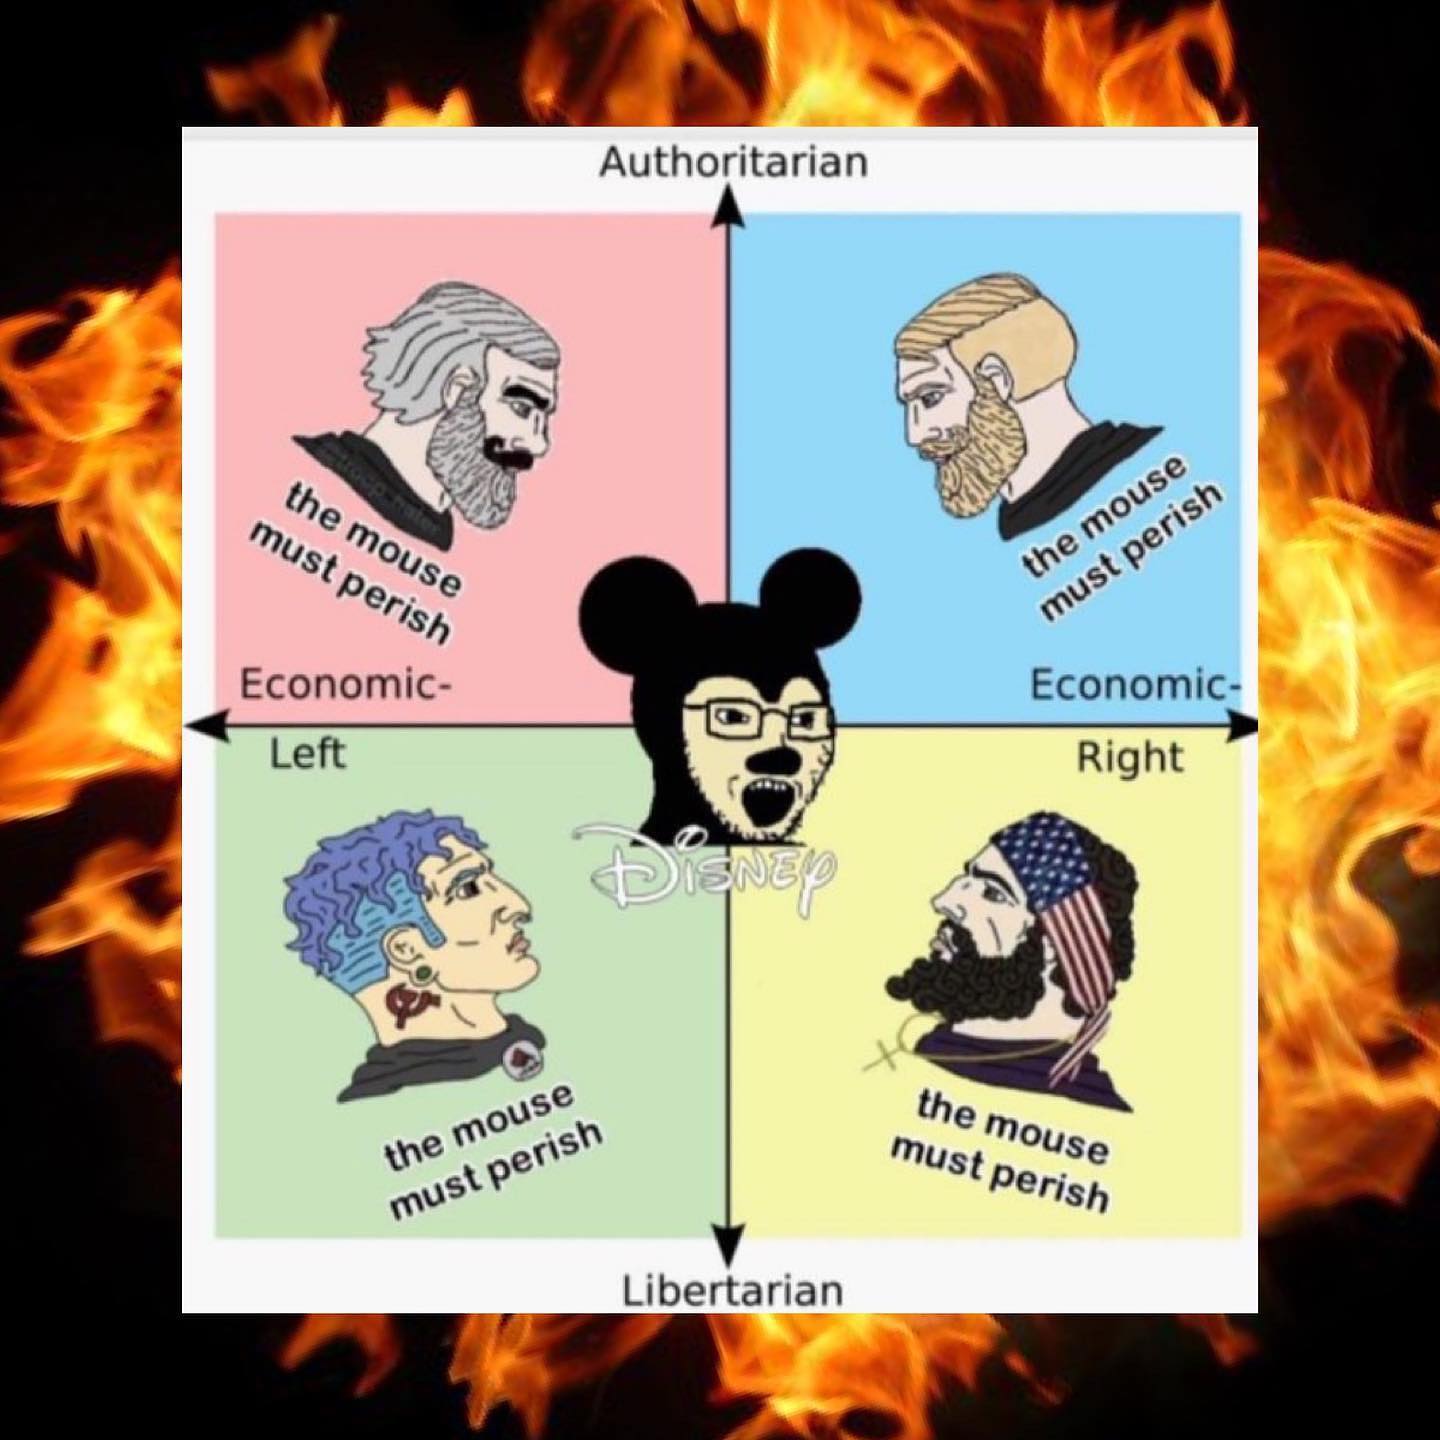 Authoritarian
the mouse
must perish
the mouse
must perish
Economic-
Left
Economic-
Right
Disney
the mouse
must perish
the mouse
must perish
Libertarian